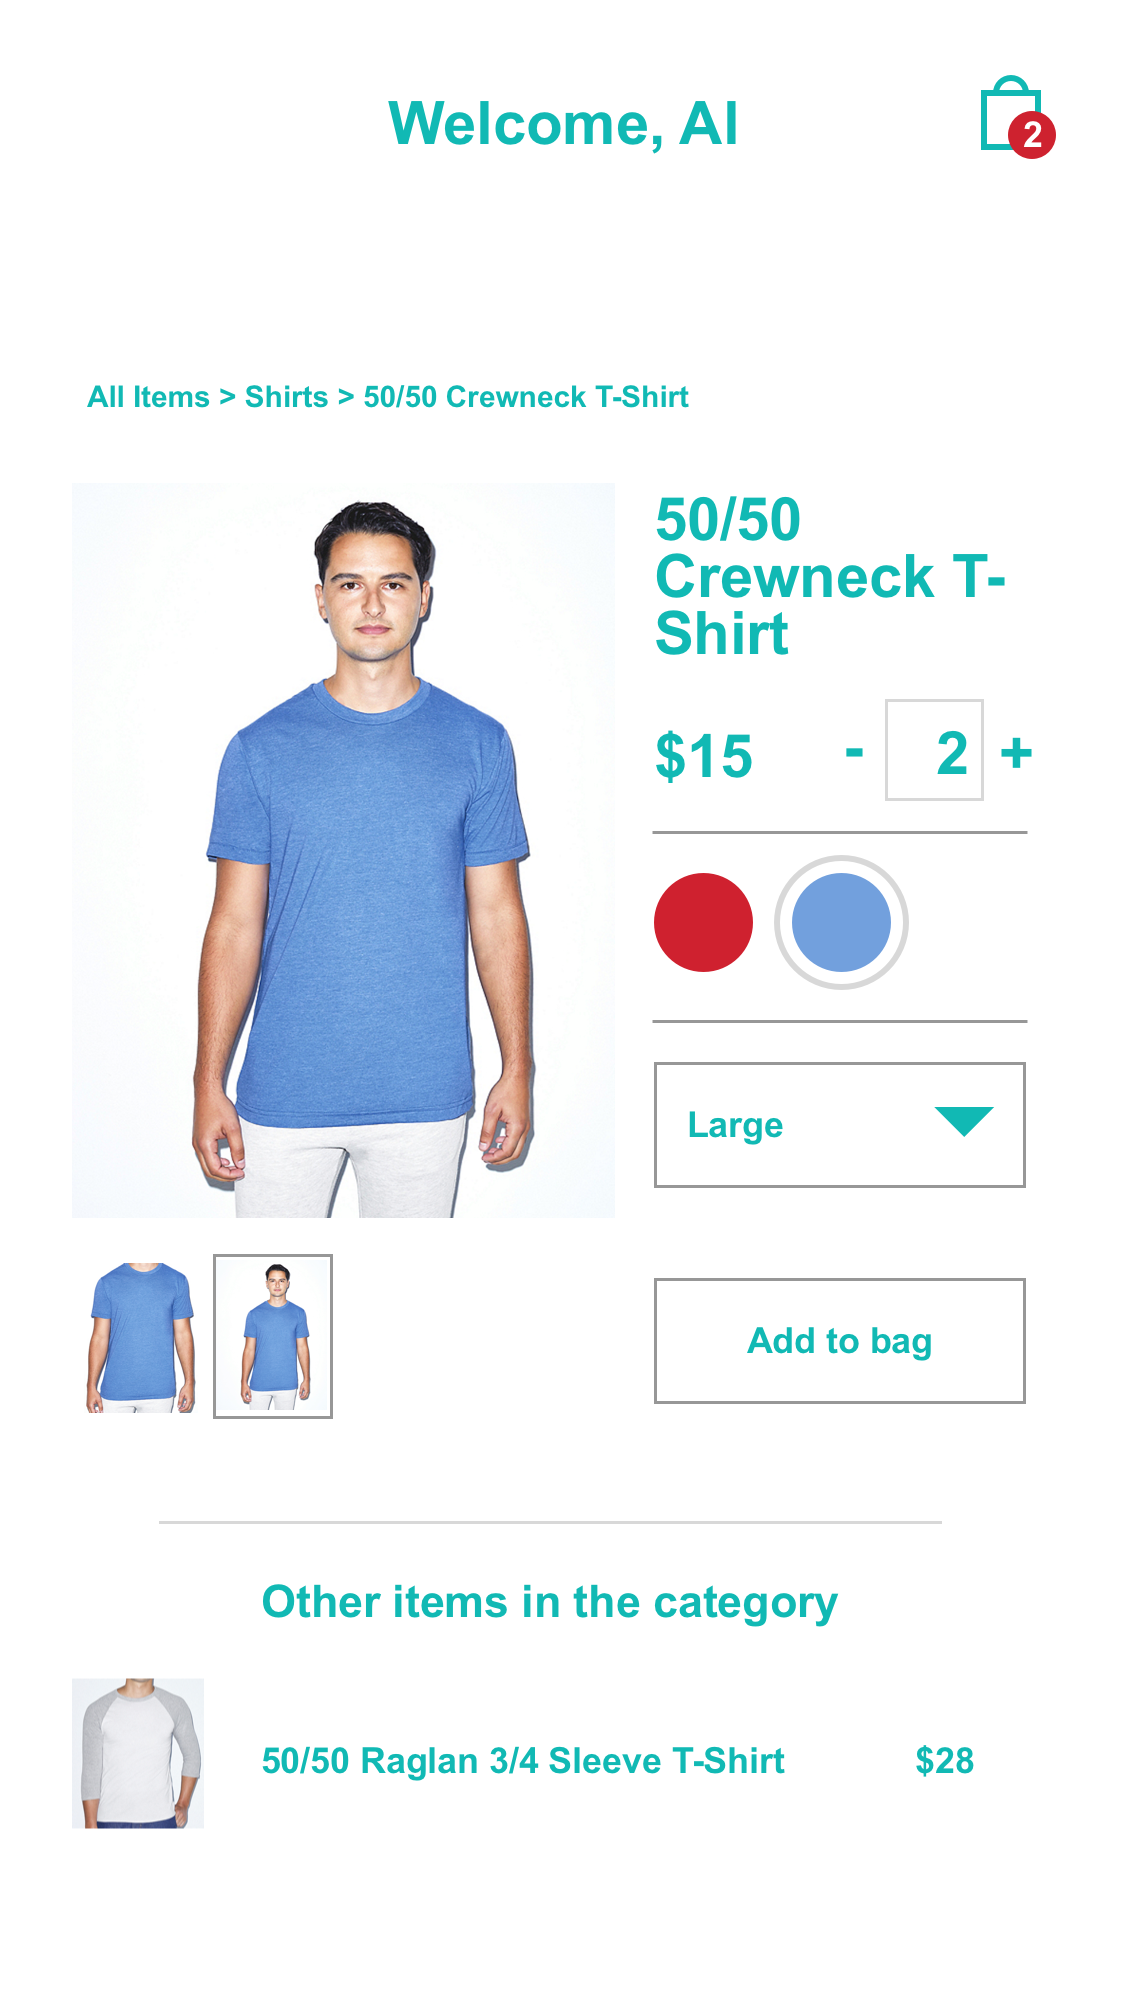 Welcome, Al
2
All Items > Shirts > 50/50 Crewneck T-Shirt
50/50
Crewneck T-
Shirt
$15 - 2 +
Large
Add to bag
Other items in the category
50/50 Raglan 3/4 Sleeve T-Shirt $28